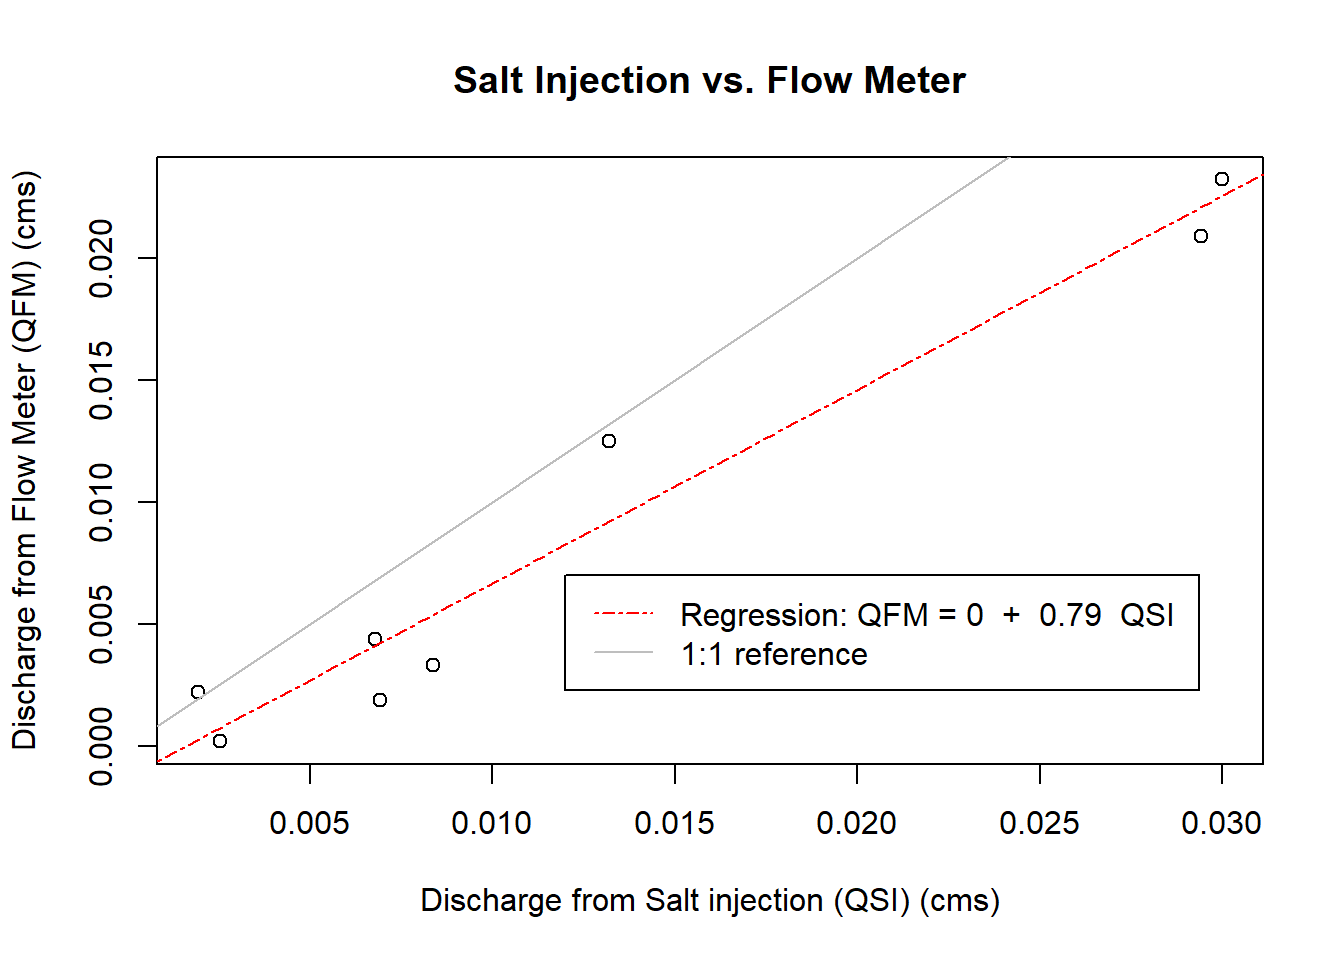 Salt Injection vs. Flow Meter
Discharge from Flow Meter (QFM) (cms)
0.020
0.015
0.010
0.005
0.000
Regression: QFM = 0  +  0.79  QSI
1:1 reference
0.005 0.010 0.015 0.020 0.025 0.030
Discharge from Salt injection (QSI) (cms)